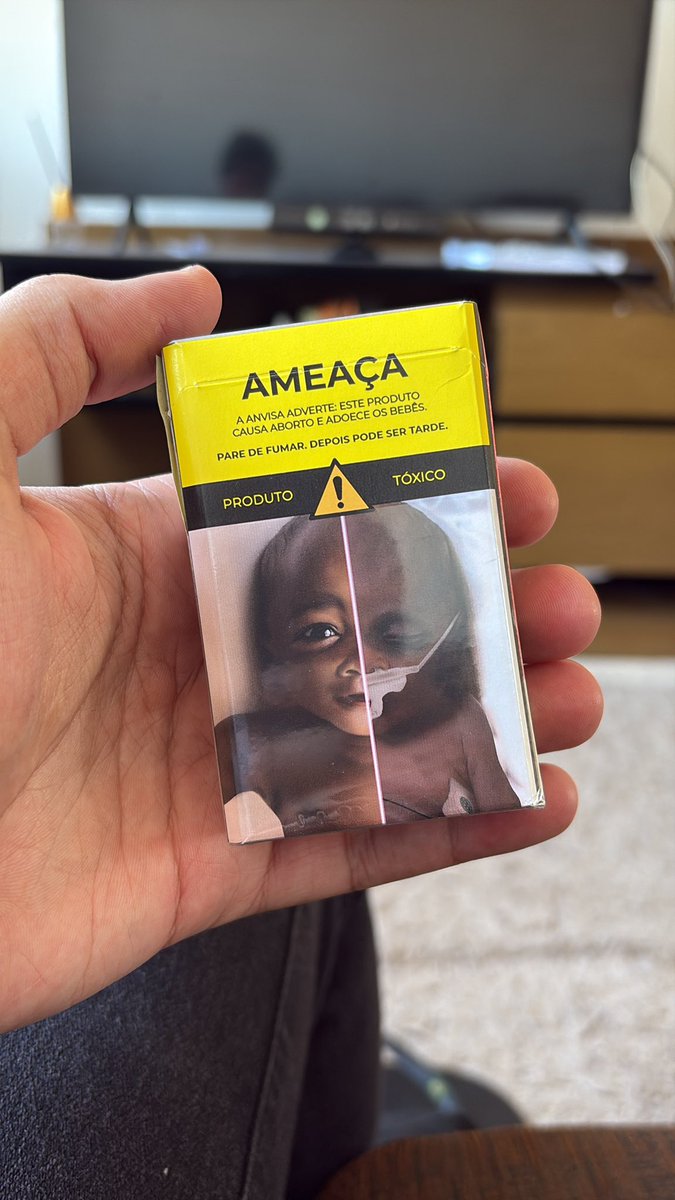 AMEAÇA
A ANVISA ADVERTE: ESTE PRODUTO
CAUSA ABORTO E ADOECE OS BEBÊS.
PARE DE FUMAR. DEPOIS PODE SER TARDE.
PRODUTO ! TÓXICO